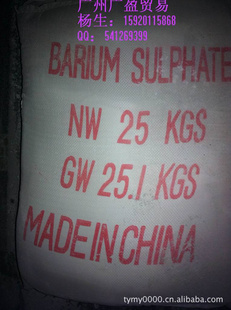 广州广盈贸易
杨生：15920115868
QQ：541269399
BARIUM SULPHATE
NW 25 KGS
GW 25.1 KGS
MADE IN CHINA
tymy0000.cn.alibaba.com